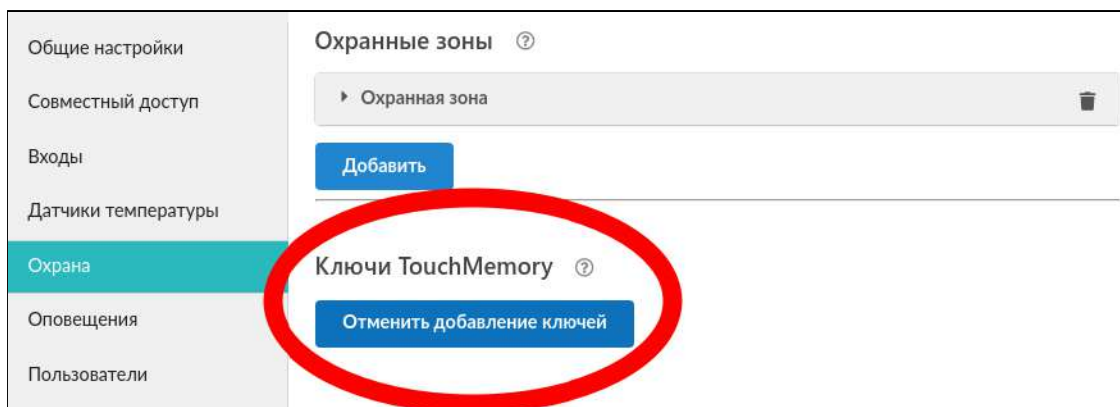 Общие настройки
Совместный доступ
Входы
Датчики температуры
Охрана
Оповещения
Пользователи
Охранные зоны
Охранная зона
Добавить
Ключи TouchMemory
Отменить добавление ключей